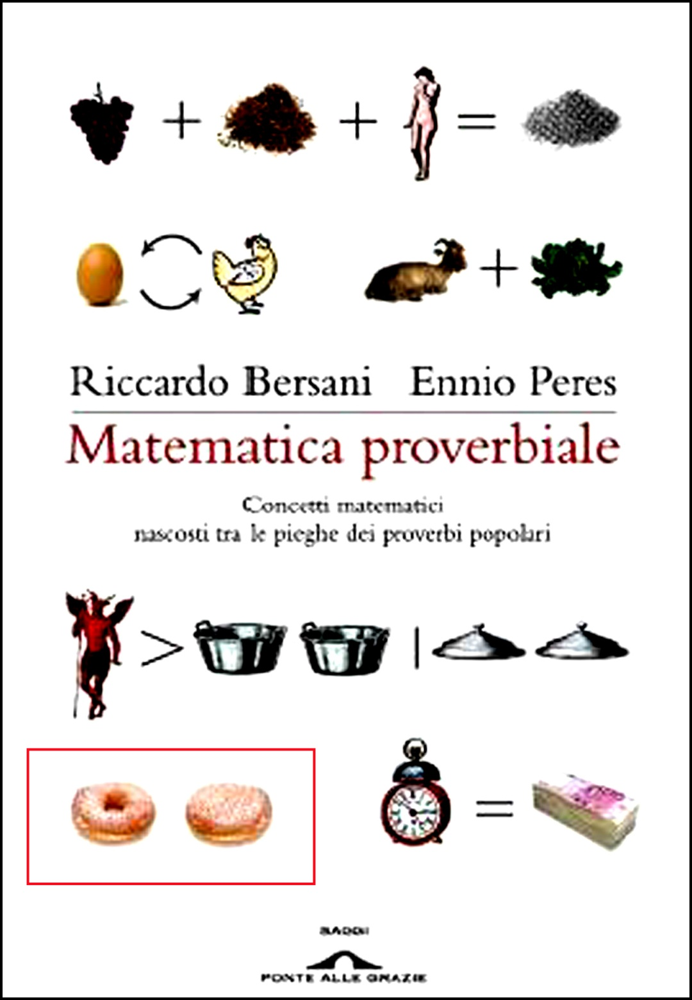 Riccardo Bersani Ennio Peres
Matematica proverbiale
Concetti matematici
nascosti tra le pieghe dei proverbi popolari
SAGGI
PONTE ALLE GRAZIE